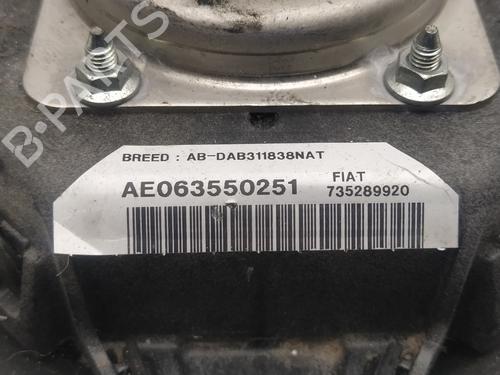 B-PARTS
BREED : AB-DAB311838NAT
AE063550251
FIAT
735289920